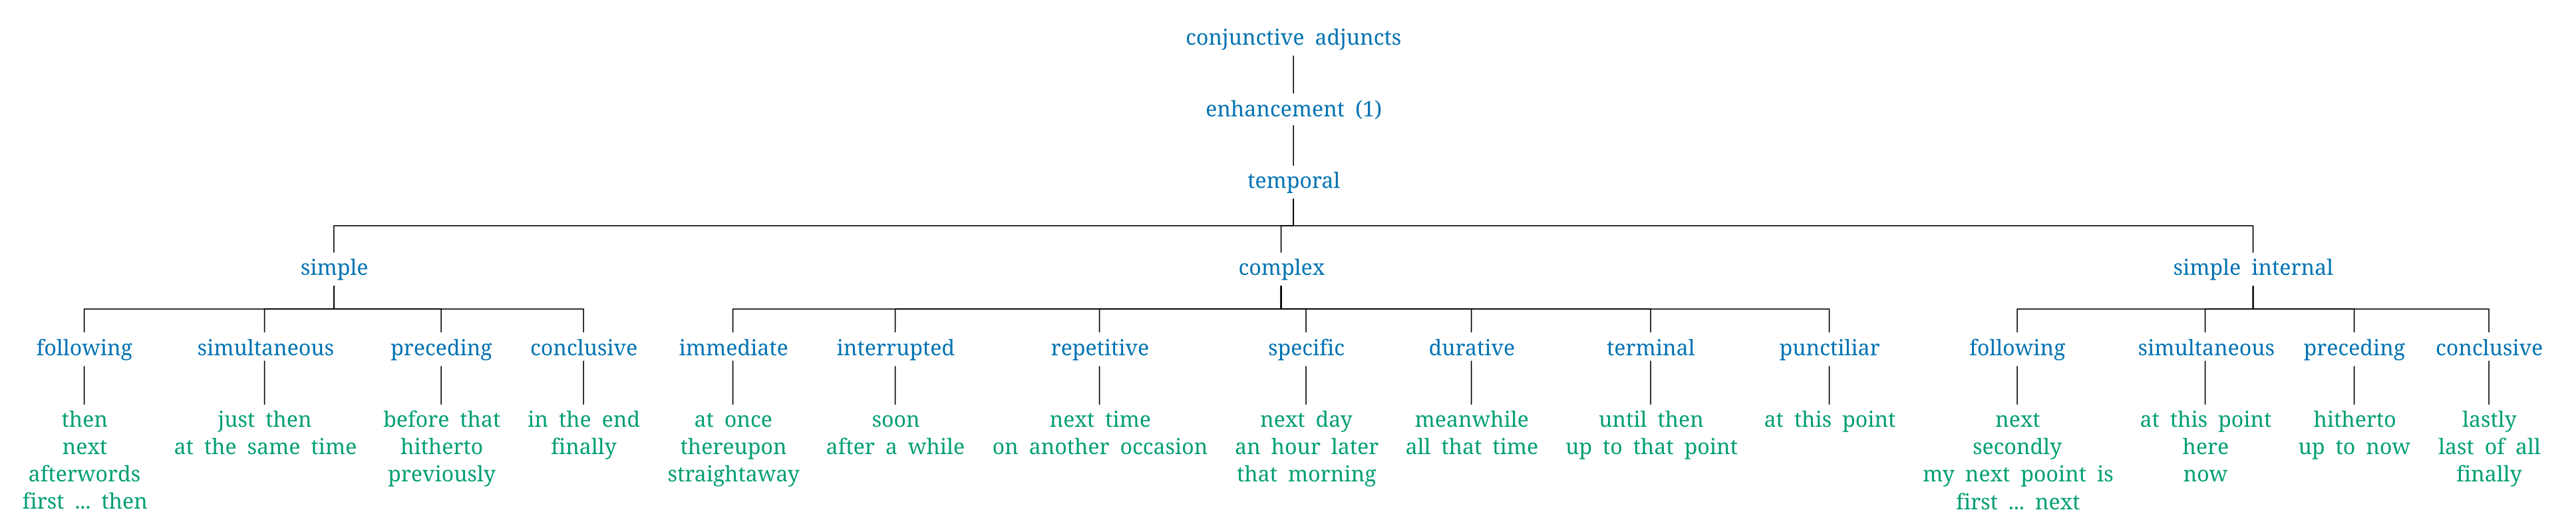 conjunctive adjuncts
enhancement (1)
temporal
simple complex simple internal
following simultaneous preceding conclusive immediate interrupted repetitive specific durative terminal punctiliar following simultaneous preceding conclusive
then just then before that in the end at once soon next time next day meanwhile until then at this point next at this point hitherto lastly
next at the same time hitherto finally thereupon after a while on another occasion an hour later all that time up to that point secondly here up to now last of all
afterwords previously straightaway that morning my next pooint is now finally
first ... then first ... next